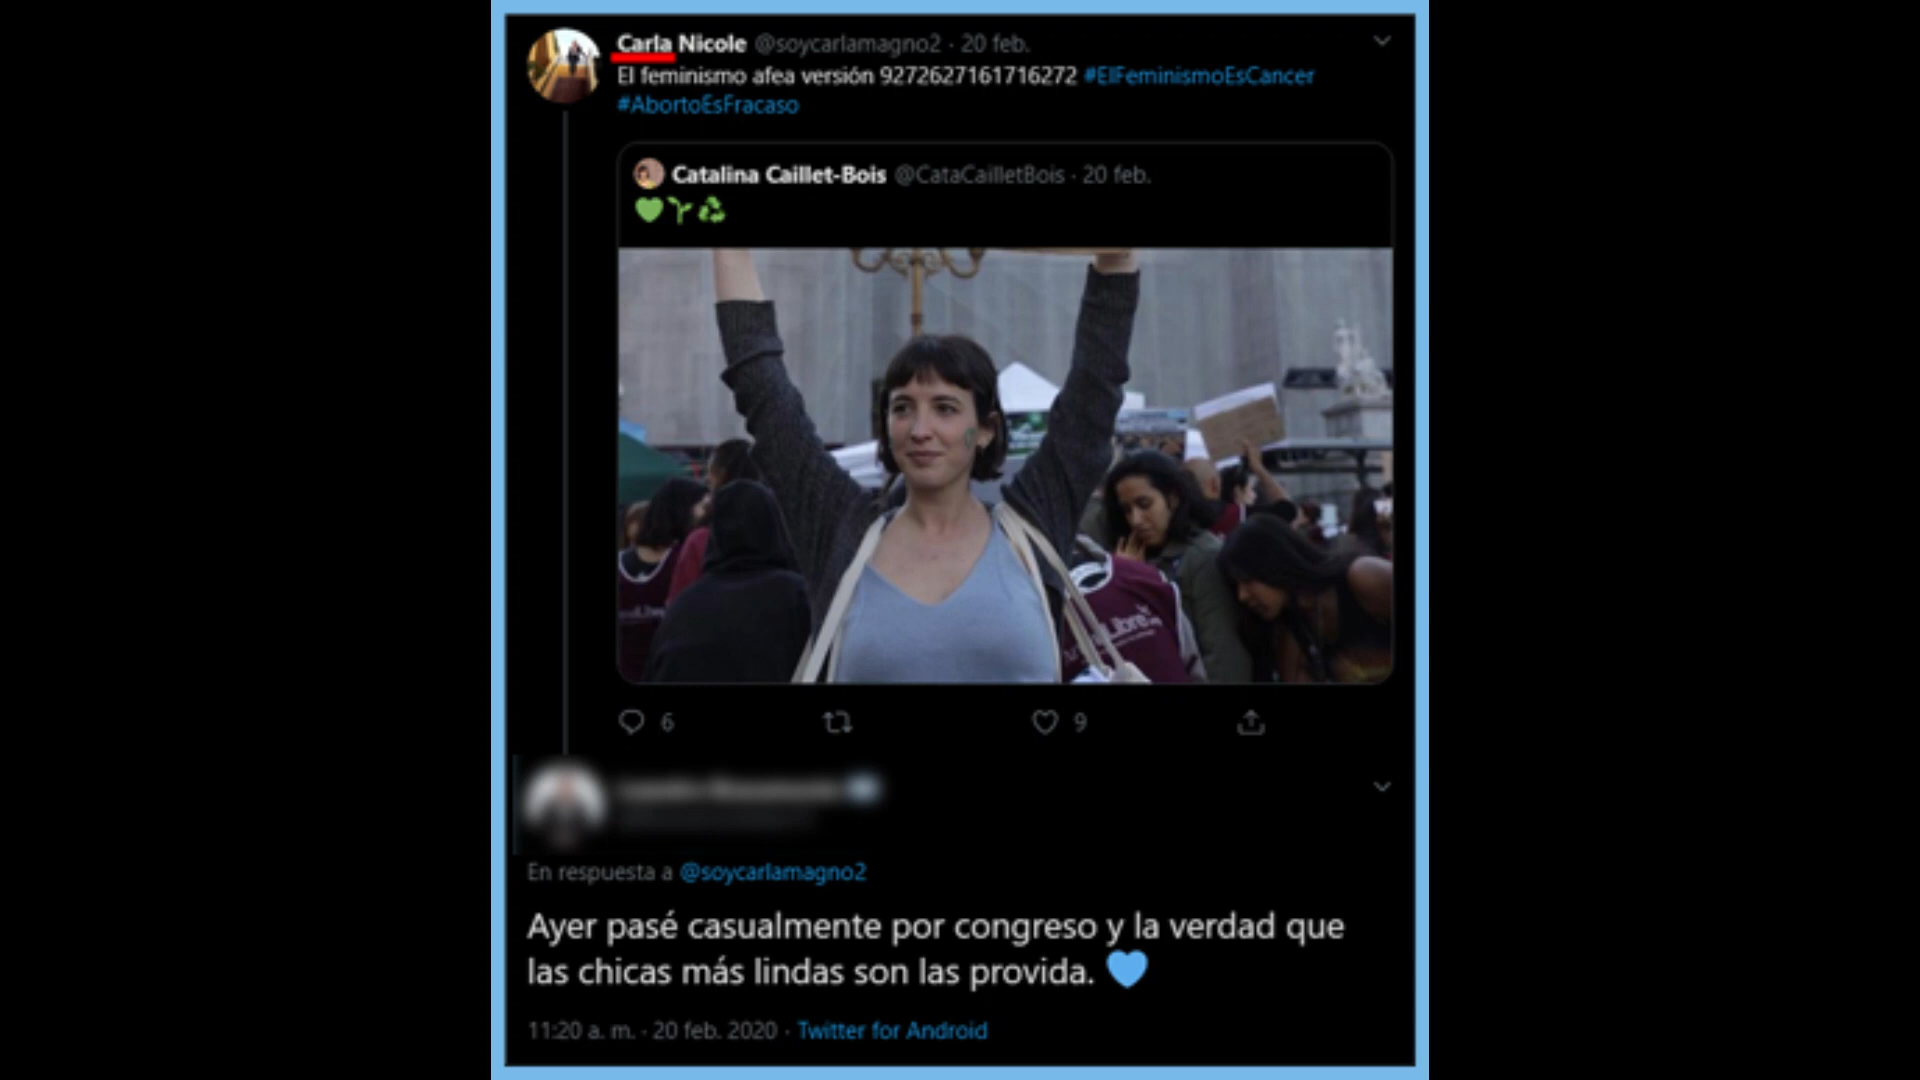 Carla Nicole @soycarlamagno2 · 20 feb.
El feminismo afea versión 9272627161716272 #ElFeminismoEsCancer
#AbortoEsFracaso
Catalina Caillet-Bois @CataCailletBois · 20 feb.
💚🌱♻
Libre
6
9
En respuesta a @soycarlamagno2
Ayer pasé casualmente por congreso y la verdad que
las chicas más lindas son las provida. 💙
11:20 a. m. · 20 feb. 2020 · Twitter for Android